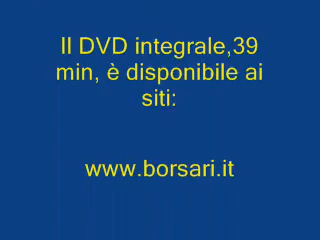 Il DVD integrale,39
min, è disponibile ai
siti:
www.borsari.it